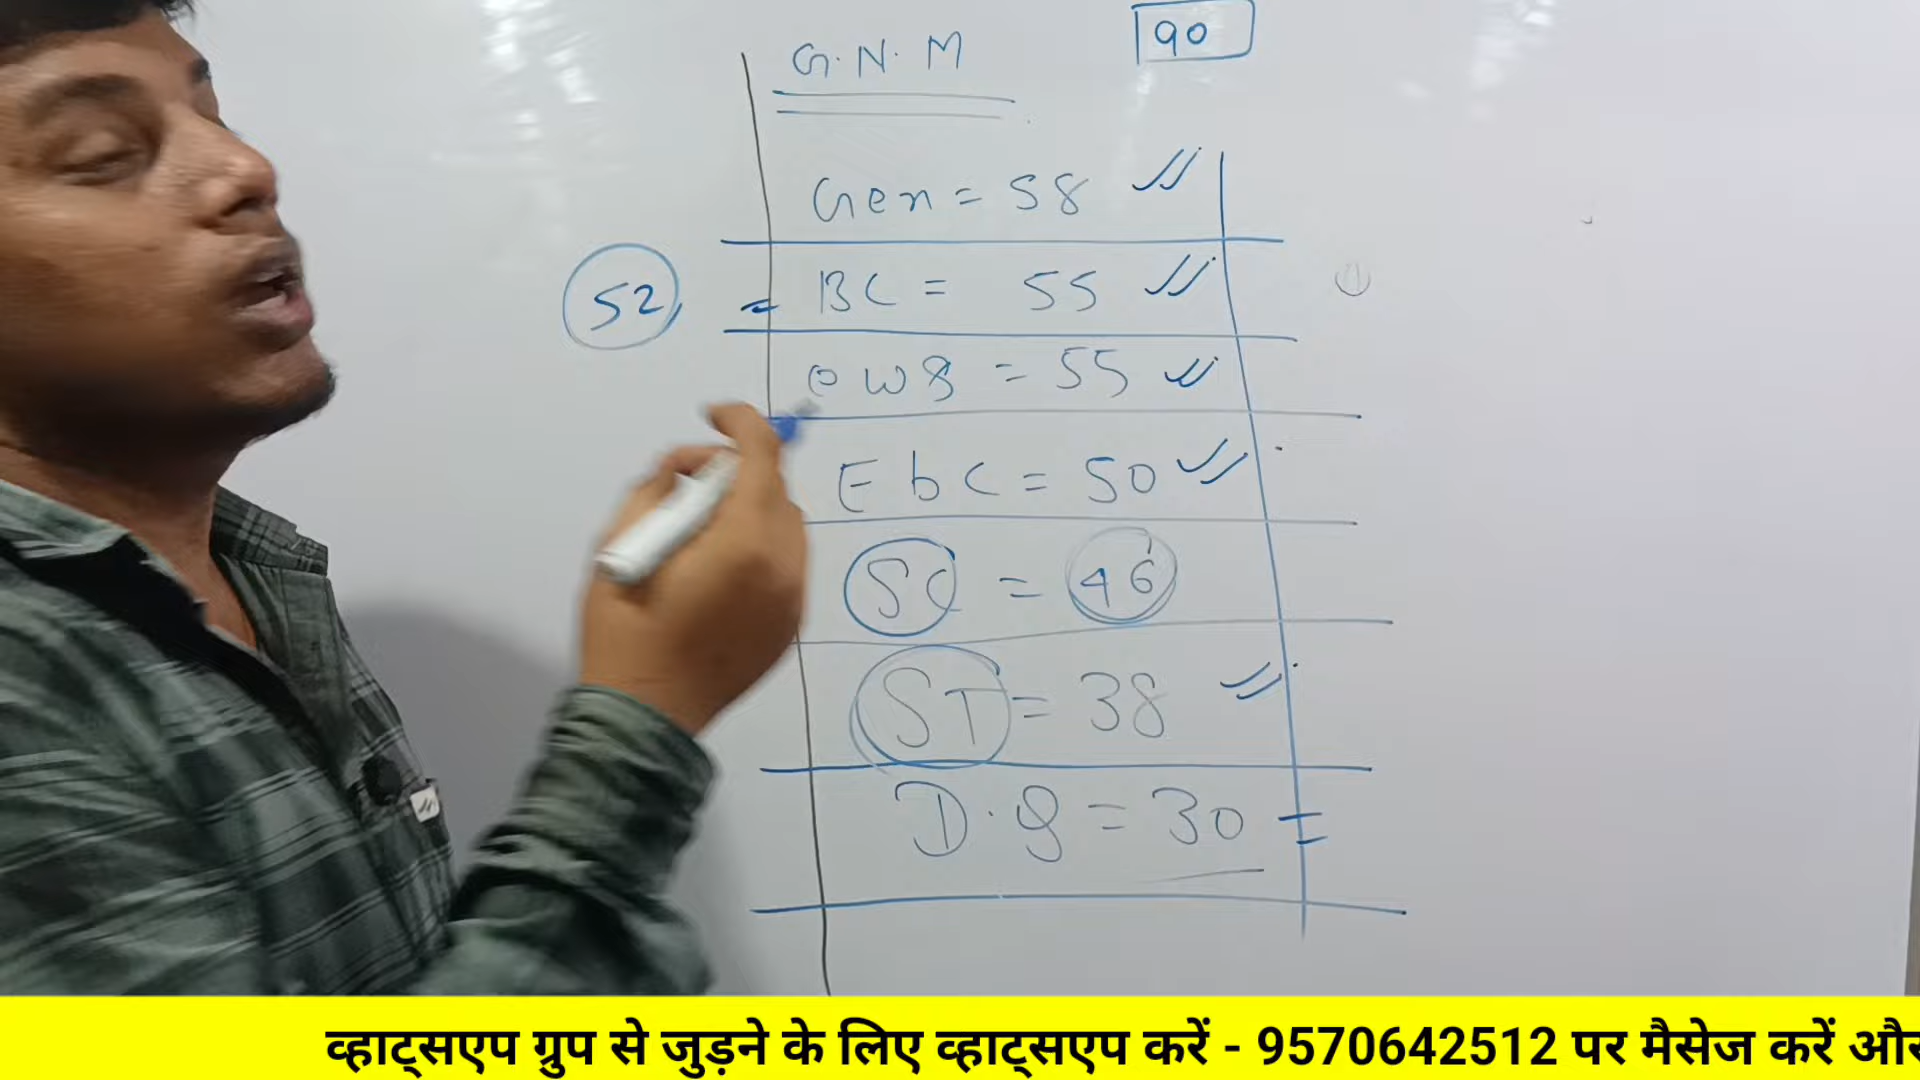 G.N.M
90
Gen = 58
52 = BC = 55
EWS = 55
EbC = 50
SC = 46
ST = 38
D.Q = 30
व्हाट्सएप ग्रुप से जुड़ने के लिए व्हाट्सएप करें - 9570642512 पर मैसेज करें और